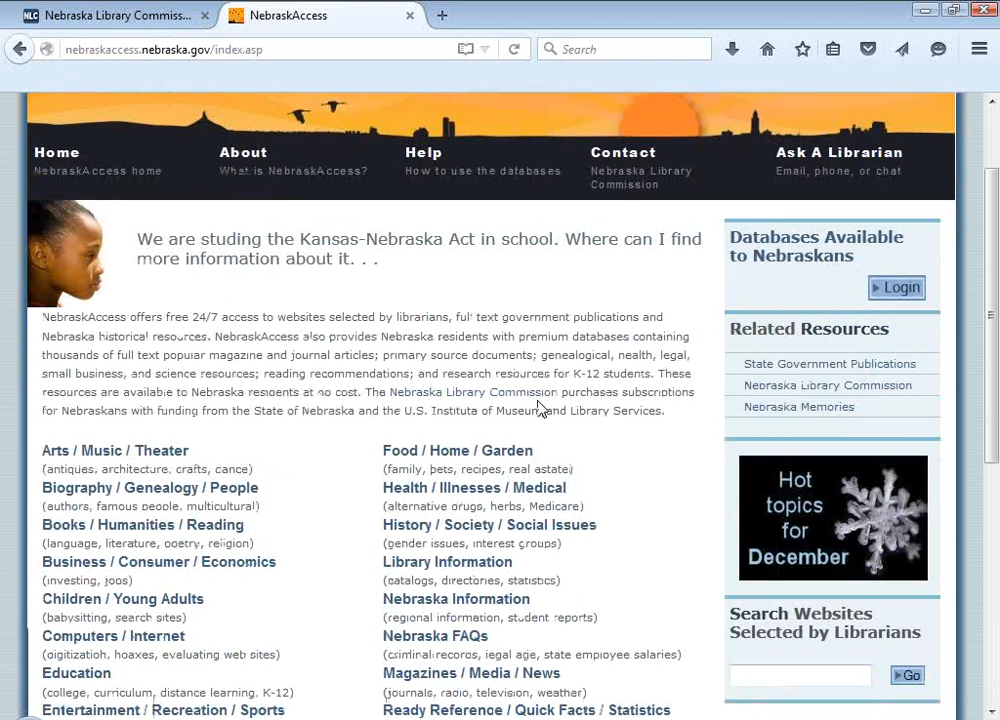 Nebraska Library Commiss...
NebraskAccess
nebraskaccess.nebraska.gov/index.asp
Search
Home
About
Help
Contact
Ask A Librarian
NebraskAccess home
What is NebraskAccess?
How to use the databases
Nebraska Library
Commission
Email, phone, or chat
We are studing the Kansas-Nebraska Act in school. Where can I find
more information about it. . .
NebraskAccess offers free 24/7 access to websites selected by librarians, full text government publications and
Nebraska historical resources. NebraskAccess also provides Nebraska residents with premium databases containing
thousands of full text popular magazine and journal articles; primary source documents; genealogical, health, legal,
small business, and science resources; reading recommendations; and research resources for K-12 students. These
resources are available to Nebraska residents at no cost. The Nebraska Library Commission purchases subscriptions
for Nebraskans with funding from the State of Nebraska and the U.S. Institute of Museum and Library Services.
Arts / Music / Theater
(antiques, architecture, crafts, dance)
Biography / Genealogy / People
(authors, famous people, multicultural)
Books / Humanities / Reading
(language, literature, poetry, religion)
Business / Consumer / Economics
(investing, jobs)
Children / Young Adults
(babysitting, search sites)
Computers / Internet
(digitization, hoaxes, evaluating web sites)
Education
(college, curriculum, distance learning, K-12)
Entertainment / Recreation / Sports
Food / Home / Garden
(family, pets, recipes, real estate)
Health / Illnesses / Medical
(alternative drugs, herbs, Medicare)
History / Society / Social Issues
(gender issues, interest groups)
Library Information
(catalogs, directories, statistics)
Nebraska Information
(regional information, student reports)
Nebraska FAQs
(criminal records, legal age, state employee salaries)
Magazines / Media / News
(journals, radio, television, weather)
Ready Reference / Quick Facts / Statistics
Databases Available
to Nebraskans
Login
Related Resources
State Government Publications
Nebraska Library Commission
Nebraska Memories
Hot
topics
for
December
Search Websites
Selected by Librarians
Go